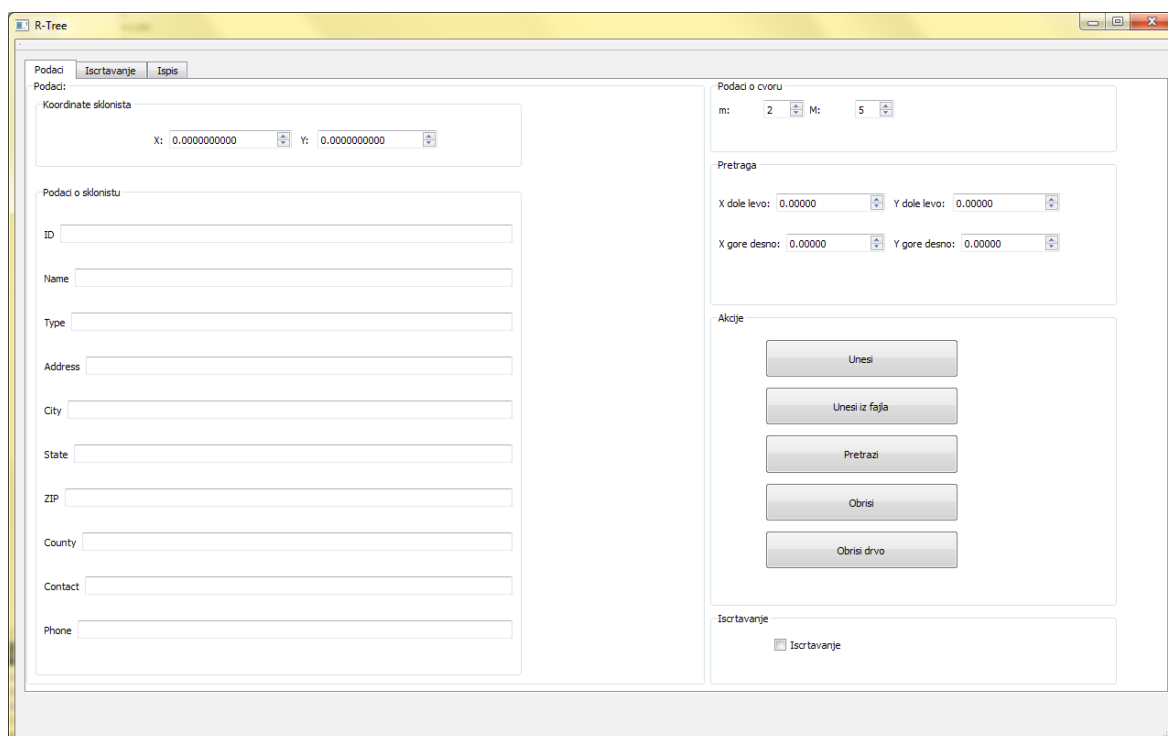 R-Tree
Podaci Iscrtavanje Ispis
Podaci:
Koordinate sklonista
X: 0.0000000000 Y: 0.0000000000
Podaci o sklonistu
ID
Name
Type
Address
City
State
ZIP
County
Contact
Phone
Podaci o cvoru
m: 2 M: 5
Pretraga
X dole levo: 0.00000 Y dole levo: 0.00000
X gore desno: 0.00000 Y gore desno: 0.00000
Akcije
Unesi
Unesi iz fajla
Pretrazi
Obrisi
Obrisi drvo
Iscrtavanje
Iscrtavanje